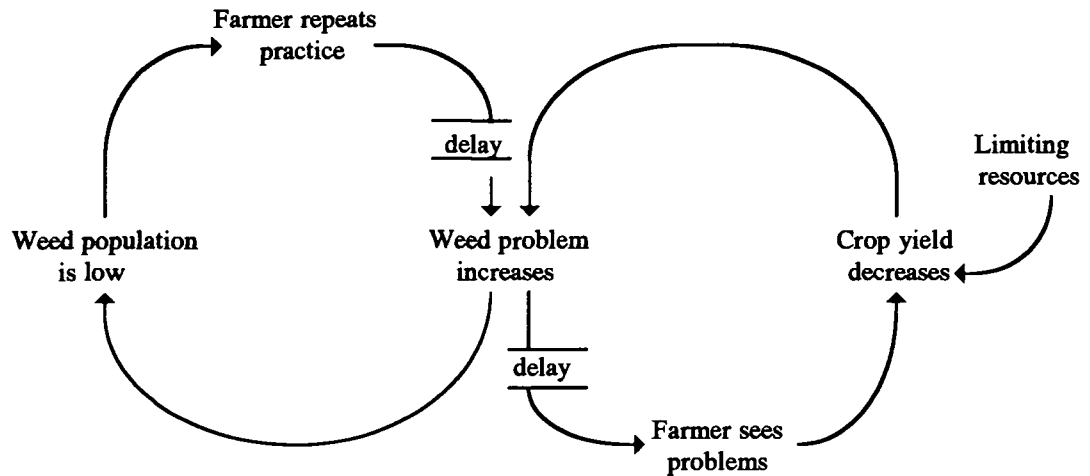 Farmer repeats
practice
delay
Limiting
resources
Weed population
is low
Weed problem
increases
Crop yield
decreases
delay
Farmer sees
problems